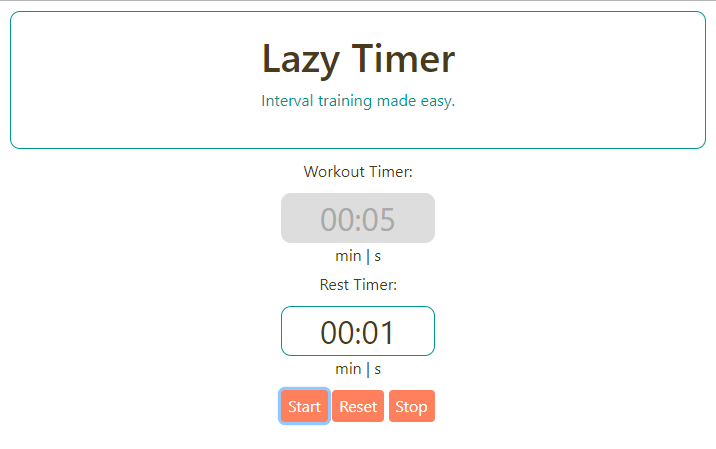 Lazy Timer
Interval training made easy.
Workout Timer:
00:05
min | s
Rest Timer:
00:01
min | s
Start Reset Stop